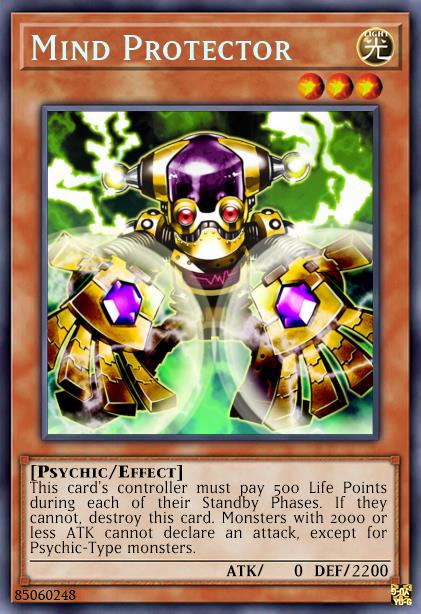 MIND PROTECTOR
LIGHT
光
[PSYCHIC/EFFECT]
This card's controller must pay 500 Life Points
during each of their Standby Phases. If they
cannot, destroy this card. Monsters with 2000 or
less ATK cannot declare an attack, except for
Psychic-Type monsters.
ATK/ 0 DEF/2200
85060248